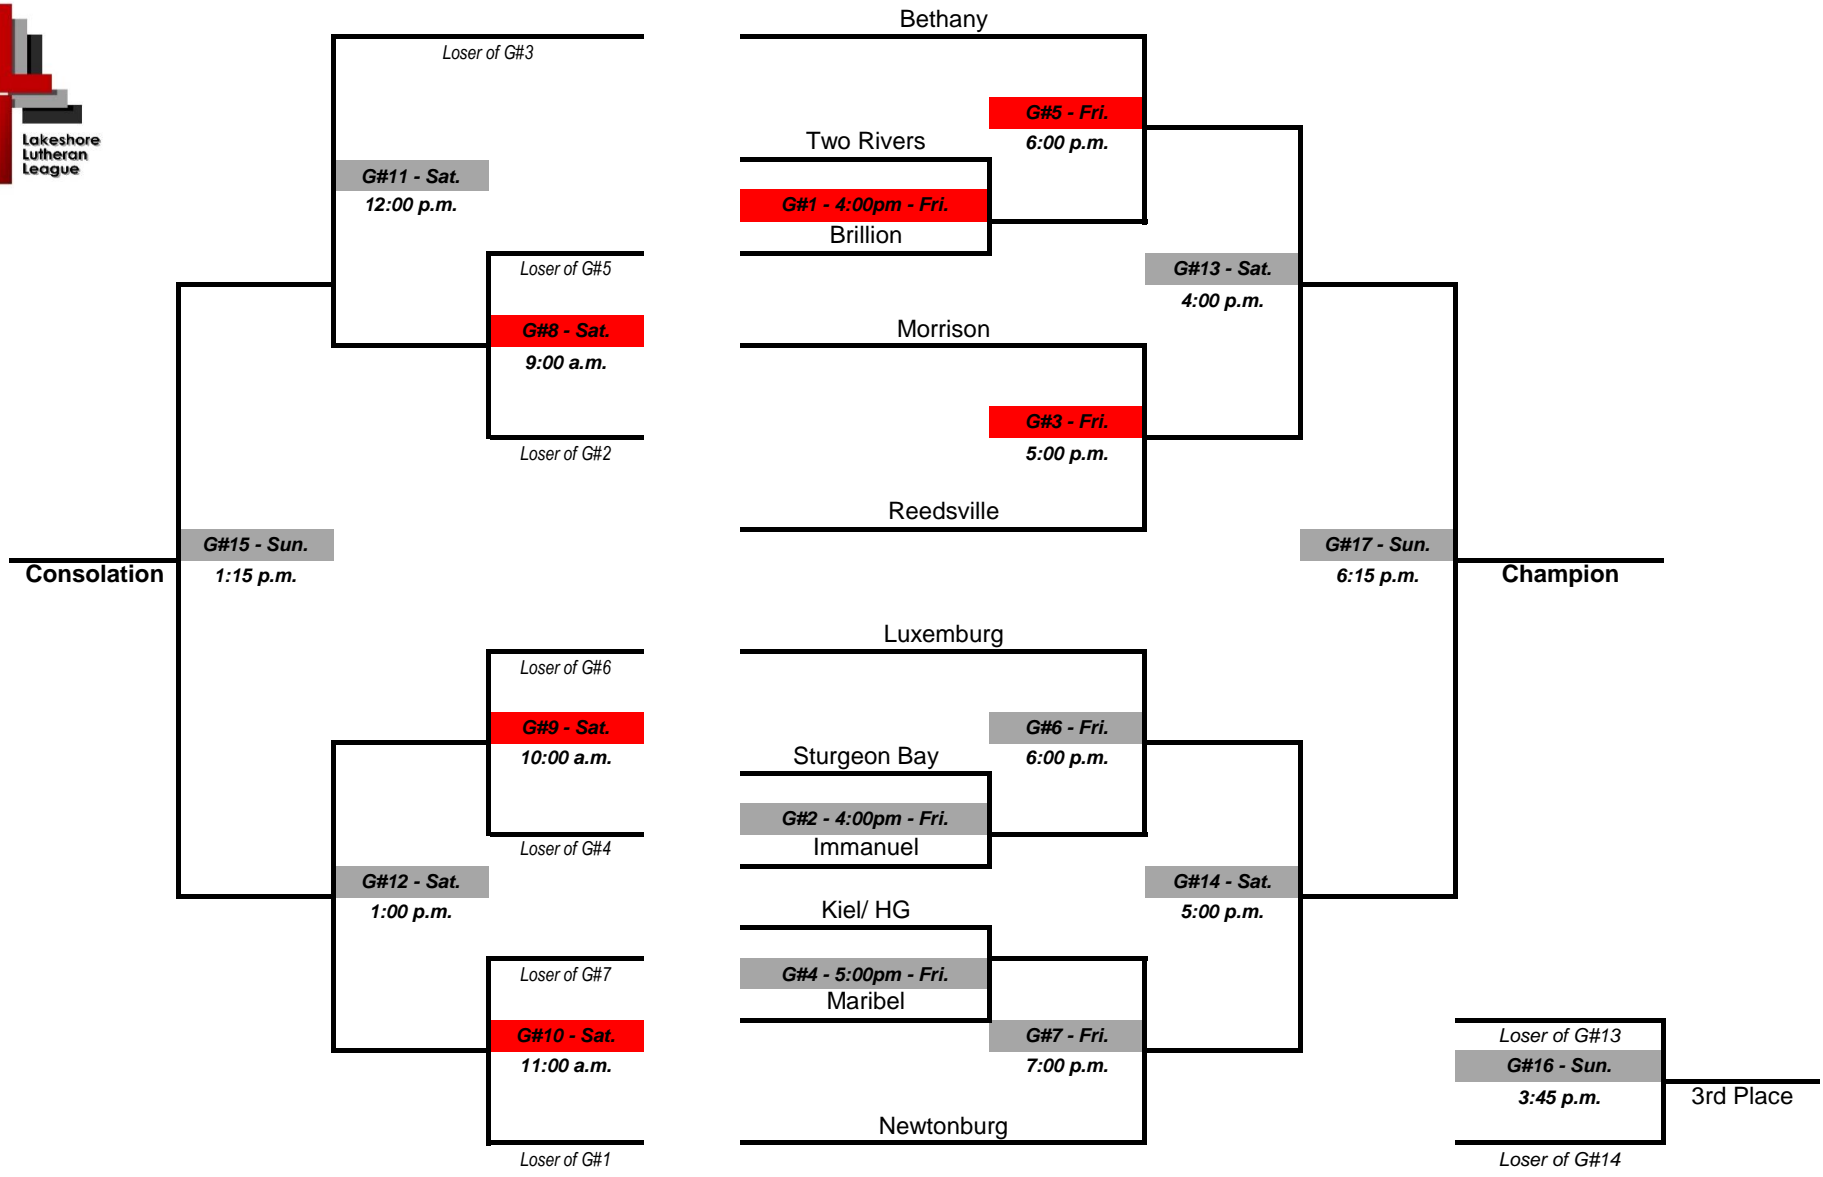 Bethany
Loser of G#3
Lakeshore
Lutheran
League
G#5 - Fri.
6:00 p.m.
Two Rivers
G#11 - Sat.
12:00 p.m.
G#1 - 4:00pm - Fri.
Brillion
Loser of G#5
G#13 - Sat.
4:00 p.m.
G#8 - Sat.
9:00 a.m.
Morrison
G#3 - Fri.
5:00 p.m.
Loser of G#2
Reedsville
G#15 - Sun.
1:15 p.m.
Consolation
G#17 - Sun.
6:15 p.m.
Champion
Luxemburg
Loser of G#6
G#9 - Sat.
10:00 a.m.
G#6 - Fri.
6:00 p.m.
Sturgeon Bay
G#2 - 4:00pm - Fri.
Immanuel
Loser of G#4
G#12 - Sat.
1:00 p.m.
G#14 - Sat.
5:00 p.m.
Kiel/ HG
G#4 - 5:00pm - Fri.
Maribel
Loser of G#7
G#10 - Sat.
11:00 a.m.
G#7 - Fri.
7:00 p.m.
Newtonburg
Loser of G#1
Loser of G#13
G#16 - Sun.
3:45 p.m.
3rd Place
Loser of G#14